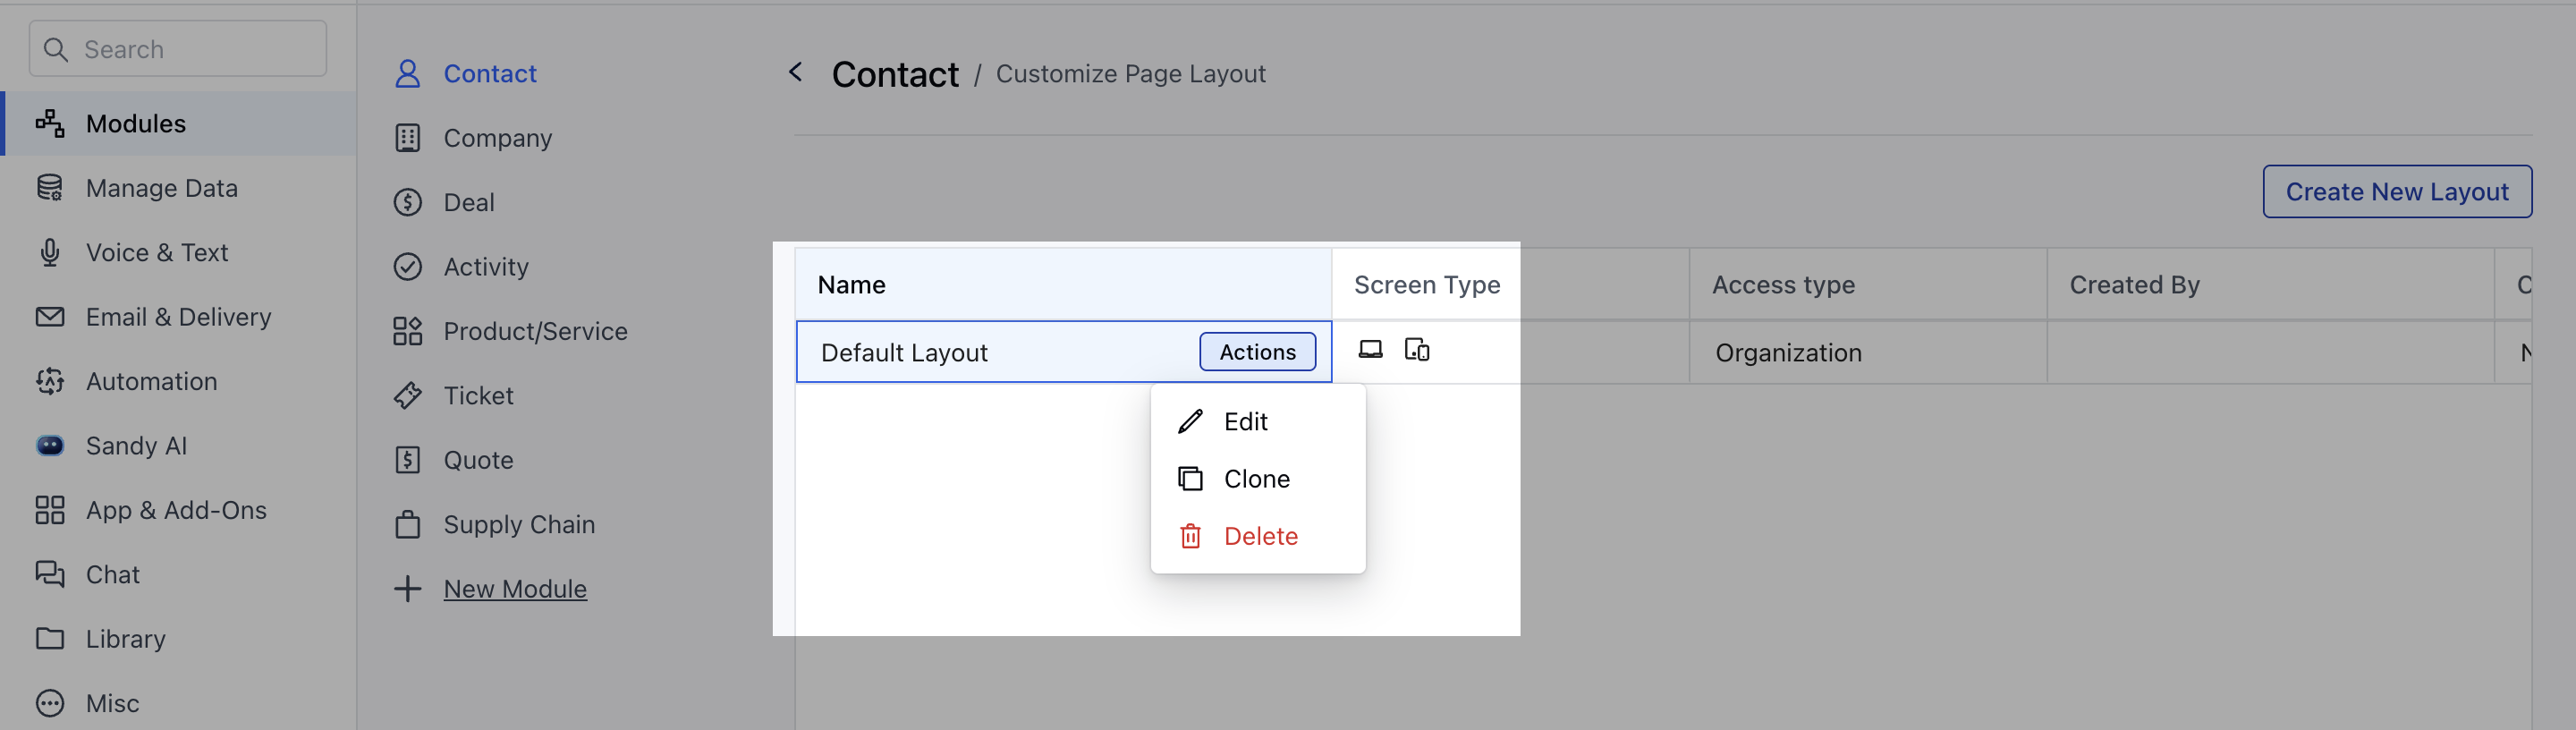 Search
Modules
Manage Data
Voice & Text
Email & Delivery
Automation
Sandy AI
App & Add-Ons
Chat
Library
Misc
Contact
Company
Deal
Activity
Product/Service
Ticket
Quote
Supply Chain
New Module
Contact / Customize Page Layout
Create New Layout
Name Screen Type Access type Created By
Default Layout Actions Organization
Edit
Clone
Delete